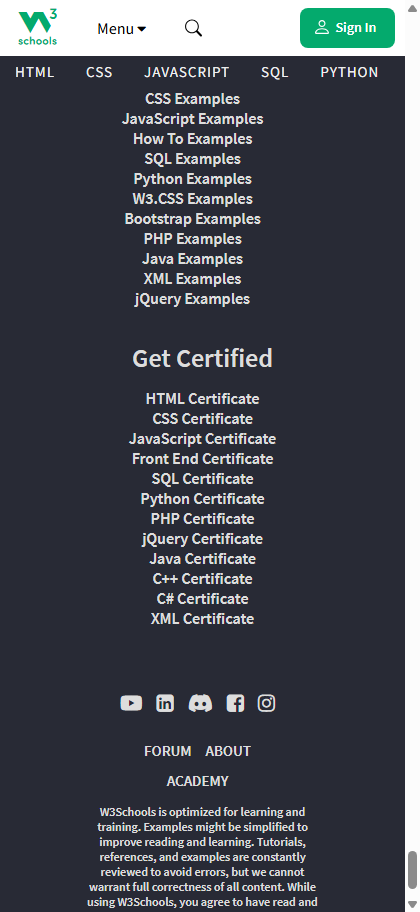 W3
schools
Menu
Sign In
HTML CSS JAVASCRIPT SQL PYTHON
CSS Examples
JavaScript Examples
How To Examples
SQL Examples
Python Examples
W3.CSS Examples
Bootstrap Examples
PHP Examples
Java Examples
XML Examples
jQuery Examples
Get Certified
HTML Certificate
CSS Certificate
JavaScript Certificate
Front End Certificate
SQL Certificate
Python Certificate
PHP Certificate
jQuery Certificate
Java Certificate
C++ Certificate
C# Certificate
XML Certificate
FORUM ABOUT
ACADEMY
W3Schools is optimized for learning and
training. Examples might be simplified to
improve reading and learning. Tutorials,
references, and examples are constantly
reviewed to avoid errors, but we cannot
warrant full correctness of all content. While
using W3Schools, you agree to have read and